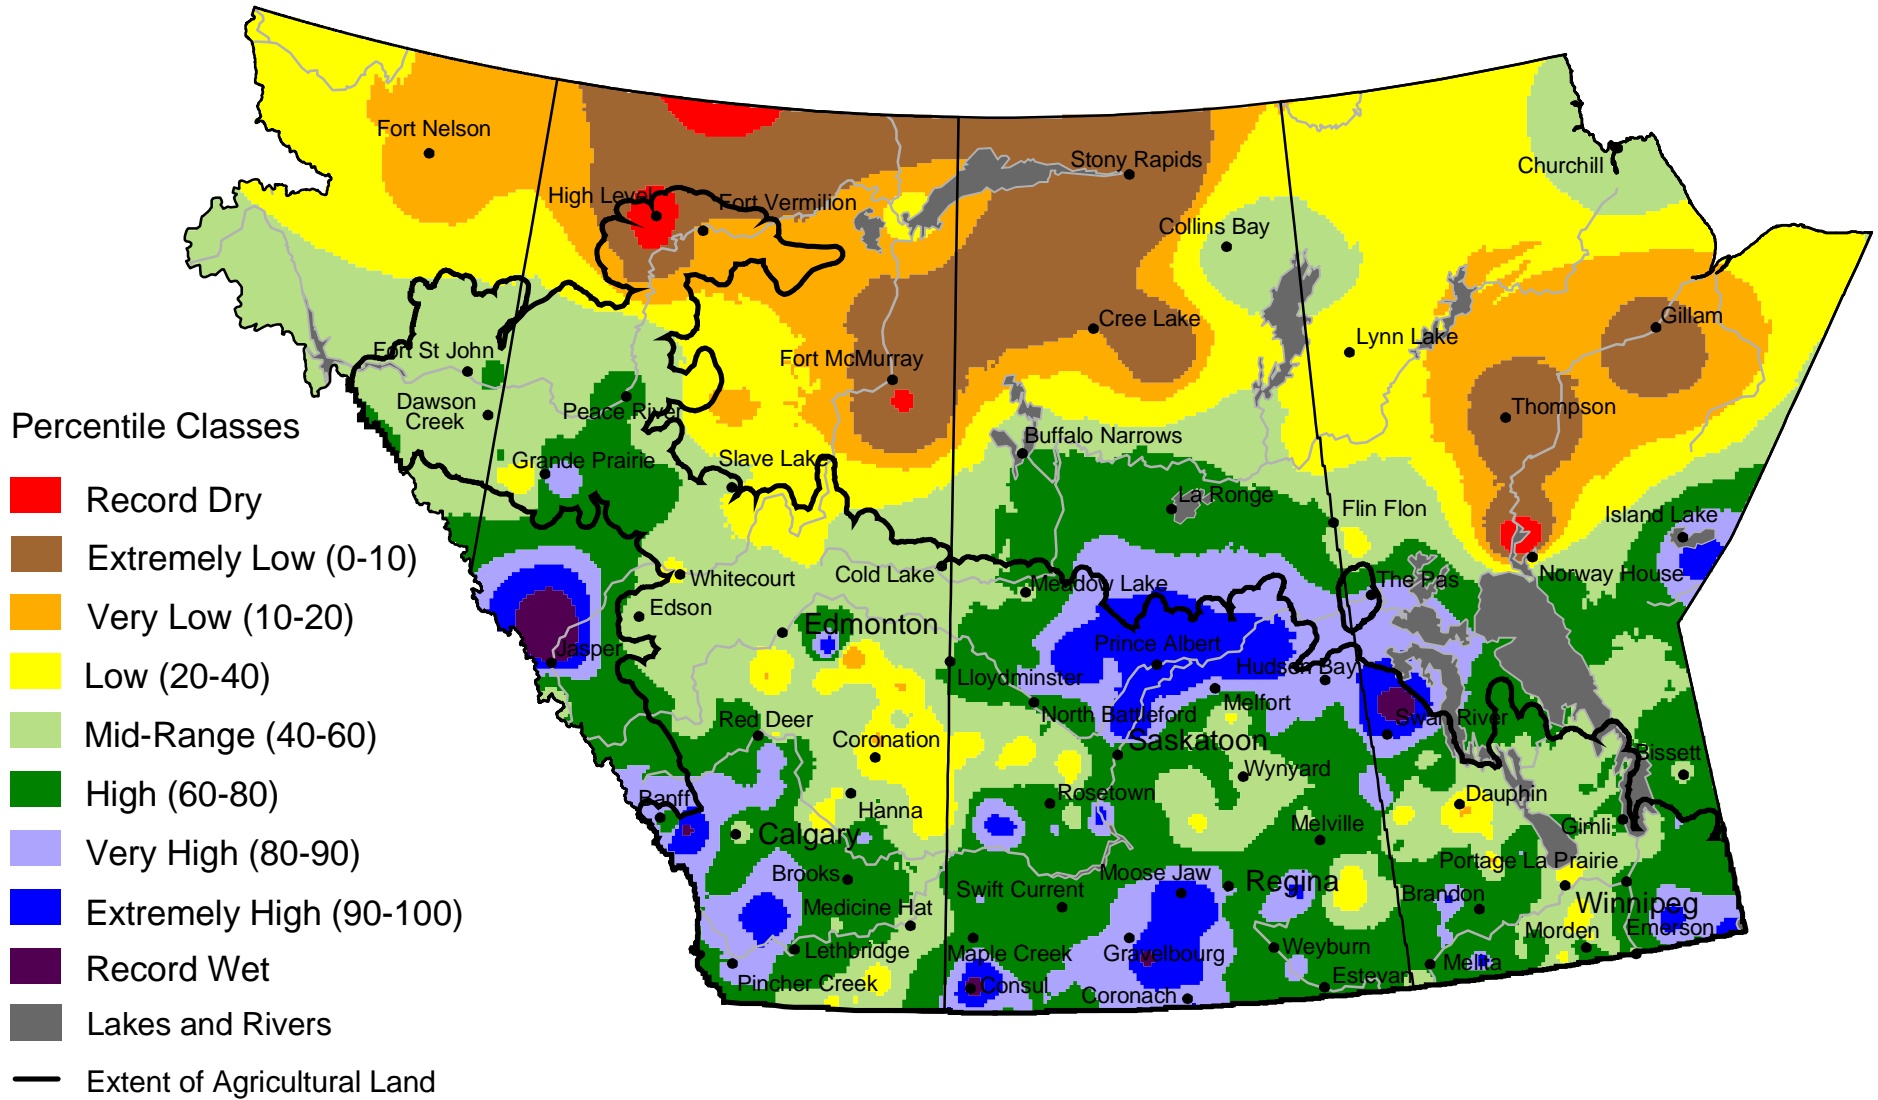 Fort Nelson
Stony Rapids
Churchill
High Level
Fort Vermilion
Collins Bay
Gillam
Cree Lake
Lynn Lake
Fort St John
Fort McMurray
Dawson
Creek
Peace River
Thompson
Percentile Classes
Buffalo Narrows
Grande Prairie
Slave Lake
Record Dry
La Ronge
Flin Flon
Island Lake
Extremely Low (0-10)
Whitecourt
Cold Lake
Meadow Lake
The Pas
Norway House
Very Low (10-20)
Edson
Edmonton
Jasper
Prince Albert
Hudson Bay
Low (20-40)
Lloydminster
Melfort
North Battleford
Swan River
Mid-Range (40-60)
Red Deer
Coronation
Saskatoon
Bissett
Wynyard
High (60-80)
Banff
Hanna
Rosetown
Dauphin
Calgary
Melville
Gimli
Very High (80-90)
Brooks
Moose Jaw
Portage La Prairie
Swift Current
Regina
Brandon
Extremely High (90-100)
Medicine Hat
Winnipeg
Morden
Emerson
Lethbridge
Maple Creek
Gravelbourg
Weyburn
Melita
Record Wet
Pincher Creek
Consul
Coronach
Estevan
Lakes and Rivers
Extent of Agricultural Land